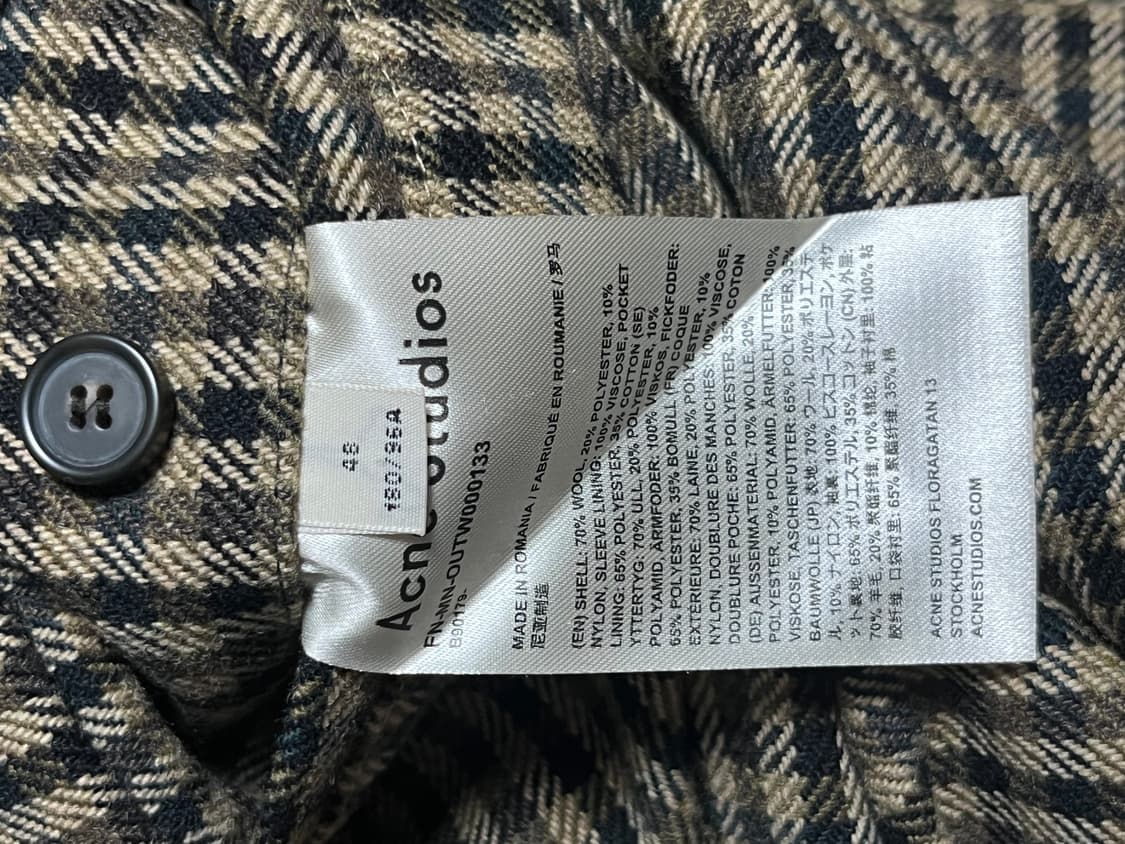 48
180/96A
Acne Studios
FN-MN-OUTW000133
B90179-
MADE IN ROMANIA / FABRIQUÉ EN ROUMANIE / 罗马
尼亚制造
(EN) SHELL: 70% WOOL, 20% POLYESTER, 10%
NYLON, SLEEVE LINING: 100% VISCOSE, POCKET
LINING: 65% POLYESTER, 35% COTTON (SE)
YTTERTYG: 70% ULL, 20% POLYESTER, 10%
POLYAMID, ÄRMFODER: 100% VISKOS, FICKFODER:
65% POLYESTER, 35% BOMULL (FR) COQUE
EXTÉRIEURE: 70% LAINE, 20% POLYESTER, 10%
NYLON, DOUBLURE DES MANCHES: 100% VISCOSE,
DOUBLURE POCHE: 65% POLYESTER, 35% COTON
(DE) AUSSENMATERIAL: 70% WOLLE, 20%
POLYESTER, 10% POLYAMID, ÄRMELFUTTER: 100%
VISKOSE, TASCHENFUTTER: 65% POLYESTER, 35%
BAUMWOLLE (JP) 表地: 70% ウール, 20% ポリエステ
ル, 10% ナイロン, 袖裏: 100% ビスコースレーヨン, ポケ
ット裏地: 65% ポリエステル, 35% コットン (CN) 外层:
70% 羊毛, 20% 聚酯纤维, 10% 锦纶, 袖子衬里: 100% 粘
胶纤维, 口袋衬里: 65% 聚酯纤维, 35% 棉
ACNE STUDIOS FLORAGATAN 13
STOCKHOLM
ACNESTUDIOS.COM